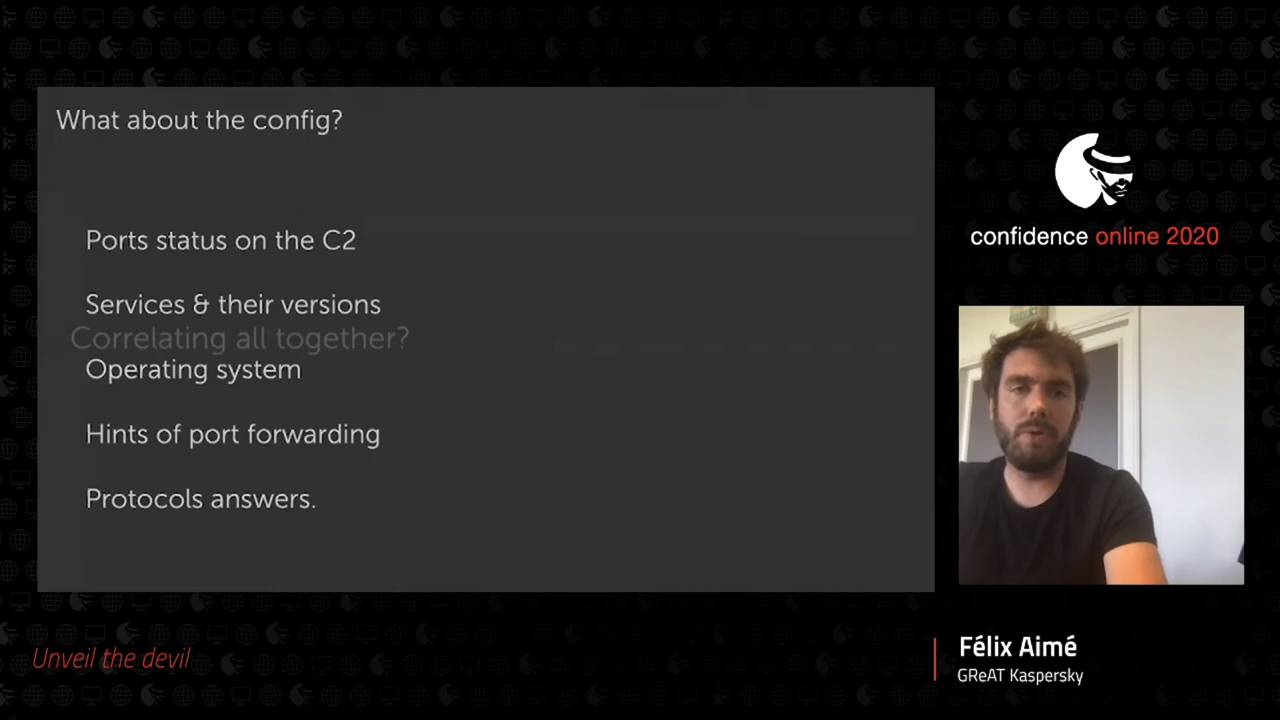 What about the config?
Ports status on the C2
Services & their versions
Correlating all together?
Operating system
Hints of port forwarding
Protocols answers.
confidence online 2020
Unveil the devil
Félix Aimé
GReAT Kaspersky